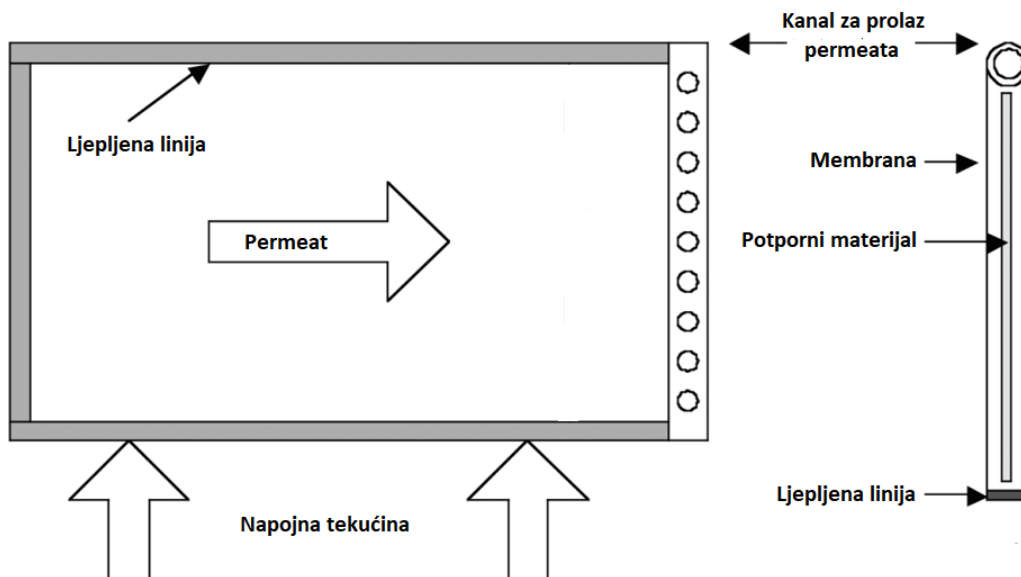 Kanal za prolaz
permeata
Ljepljena linija
Membrana
Permeat
Potporni materijal
Ljepljena linija
Napojna tekućina